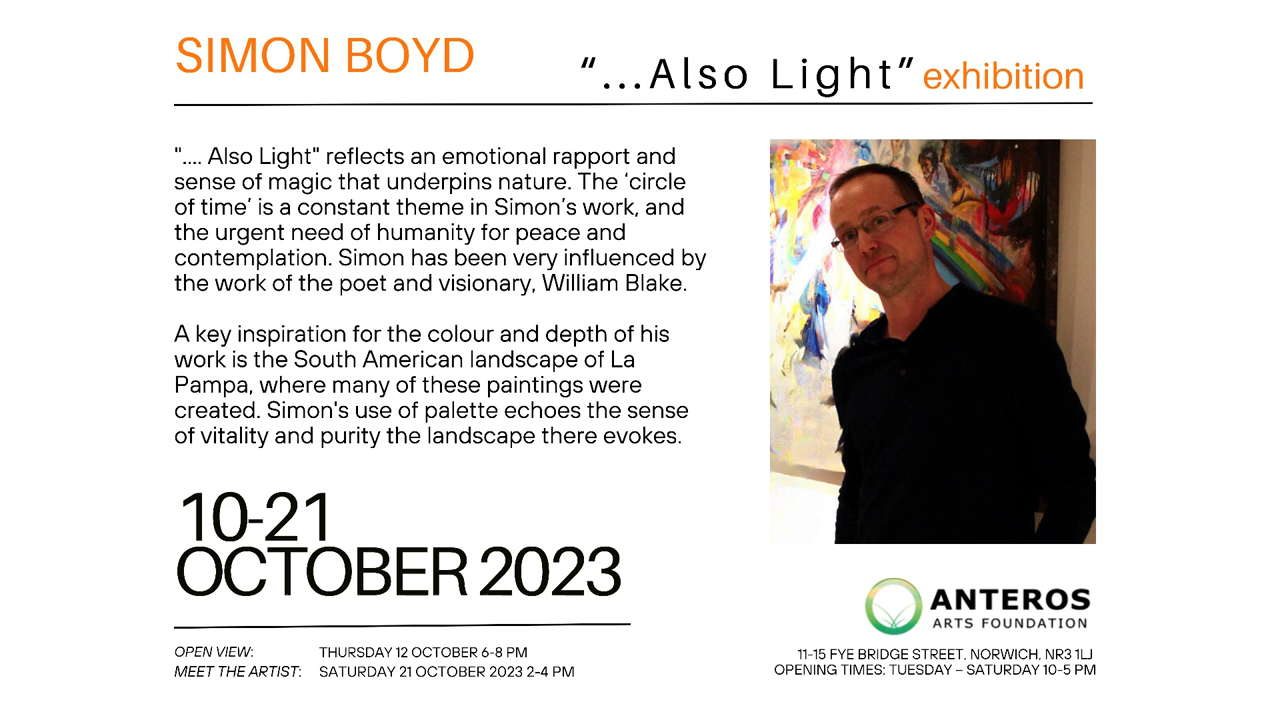 SIMON BOYD
“...Also Light” exhibition
".... Also Light" reflects an emotional rapport and
sense of magic that underpins nature. The ‘circle
of time’ is a constant theme in Simon’s work, and
the urgent need of humanity for peace and
contemplation. Simon has been very influenced by
the work of the poet and visionary, William Blake.
A key inspiration for the colour and depth of his
work is the South American landscape of La
Pampa, where many of these paintings were
created. Simon's use of palette echoes the sense
of vitality and purity the landscape there evokes.
10-21
OCTOBER 2023
OPEN VIEW: THURSDAY 12 OCTOBER 6-8 PM
MEET THE ARTIST: SATURDAY 21 OCTOBER 2023 2-4 PM
ANTEROS
ARTS FOUNDATION
11-15 FYE BRIDGE STREET, NORWICH, NR3 1LJ
OPENING TIMES: TUESDAY – SATURDAY 10-5 PM